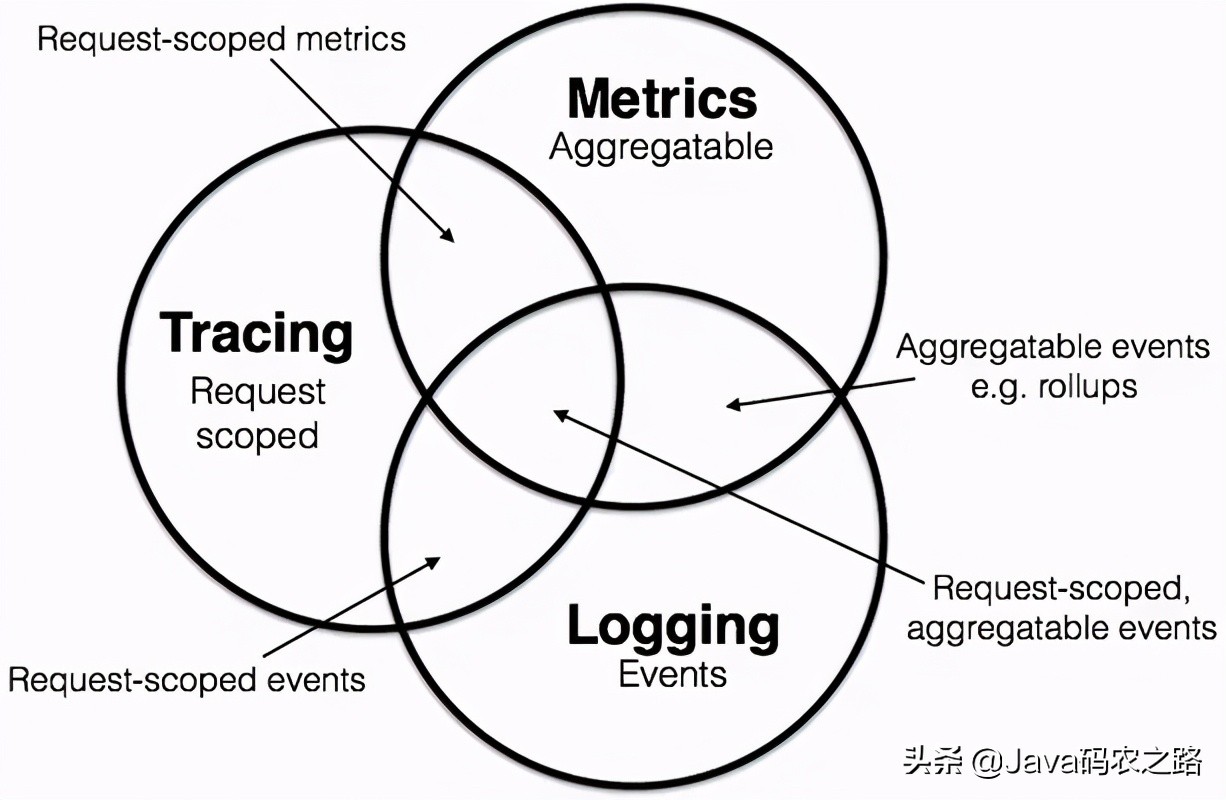 Request-scoped metrics
Metrics
Aggregatable
Tracing
Request
scoped
Aggregatable events
e.g. rollups
Request-scoped,
aggregatable events
Logging
Events
Request-scoped events
头条 @Java码农之路